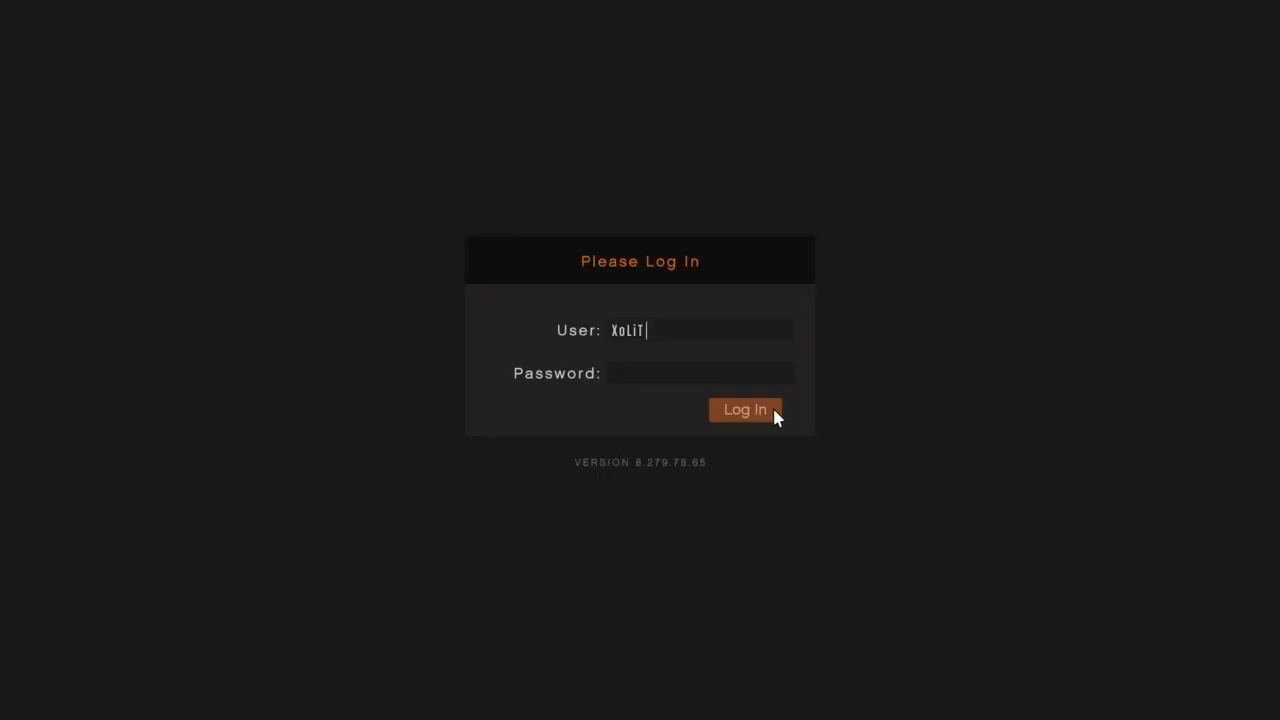 Please Log In
User: XoLiT
Password:
Log In
VERSION 8.279.78.65